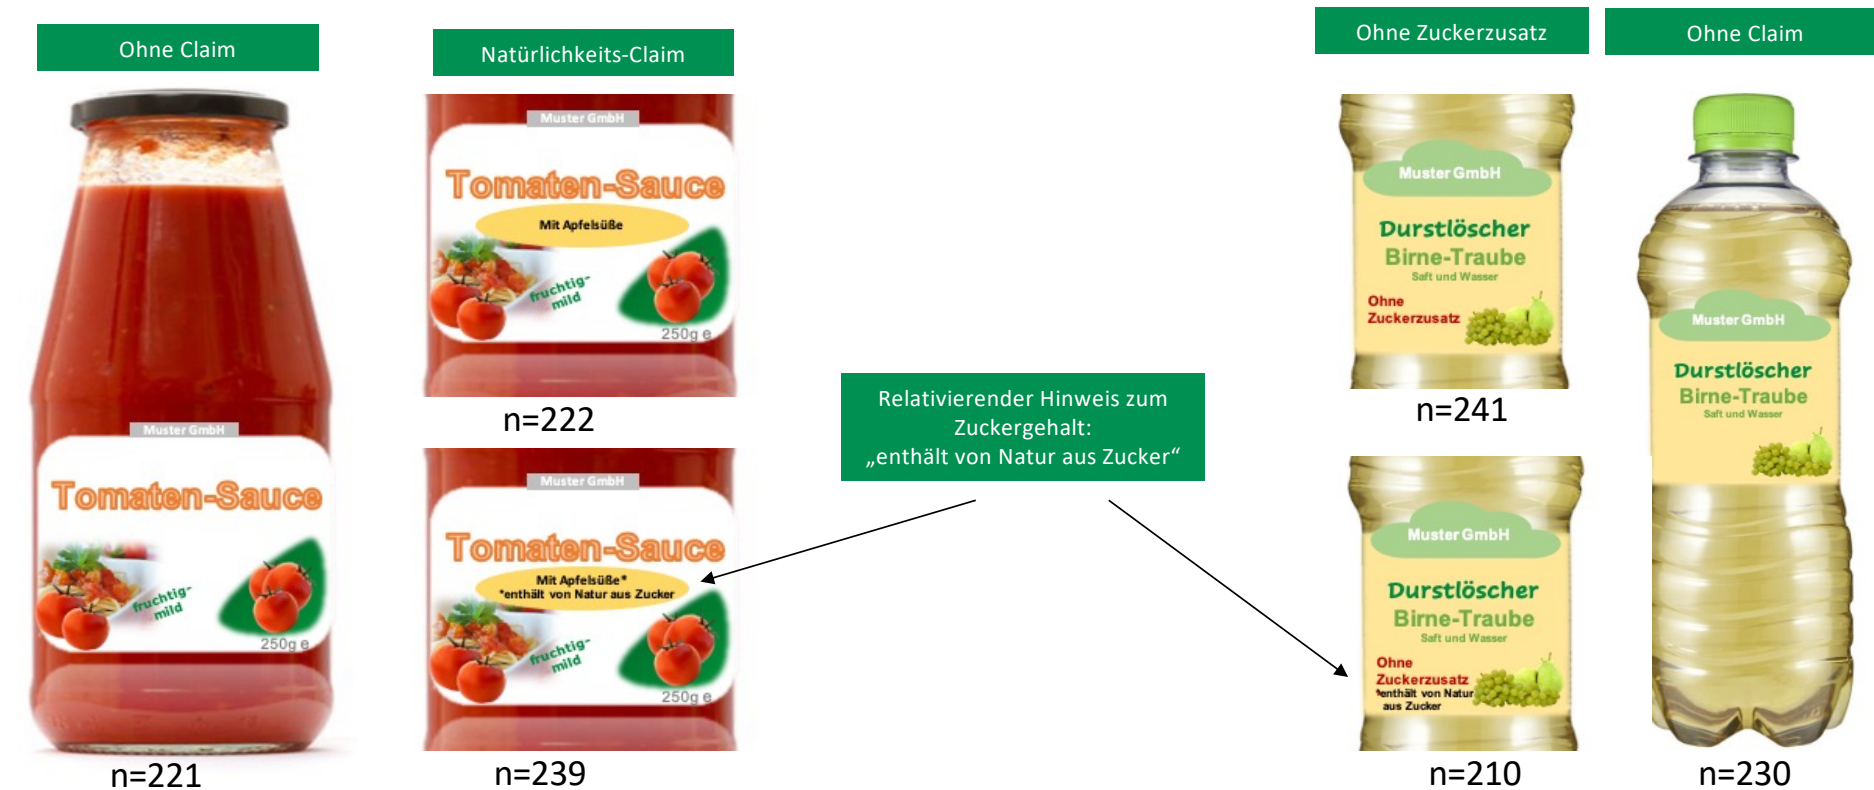 Ohne Claim
Muster GmbH
Tomaten-Sauce
fruchtig-
mild
250g e
n=221
Natürlichkeits-Claim
Muster GmbH
Tomaten-Sauce
Mit Apfelsüße
fruchtig-
mild
250g e
n=222
Muster GmbH
Tomaten-Sauce
Mit Apfelsüße*
*enthält von Natur aus Zucker
fruchtig-
mild
250g e
n=239
Relativierender Hinweis zum
Zuckergehalt:
„enthält von Natur aus Zucker“
Ohne Zuckerzusatz
Muster GmbH
Durstlöscher
Birne-Traube
Saft und Wasser
Ohne
Zuckerzusatz
n=241
Muster GmbH
Durstlöscher
Birne-Traube
Saft und Wasser
Ohne
Zuckerzusatz
*enthält von Natur
aus Zucker
n=210
Ohne Claim
Muster GmbH
Durstlöscher
Birne-Traube
Saft und Wasser
n=230